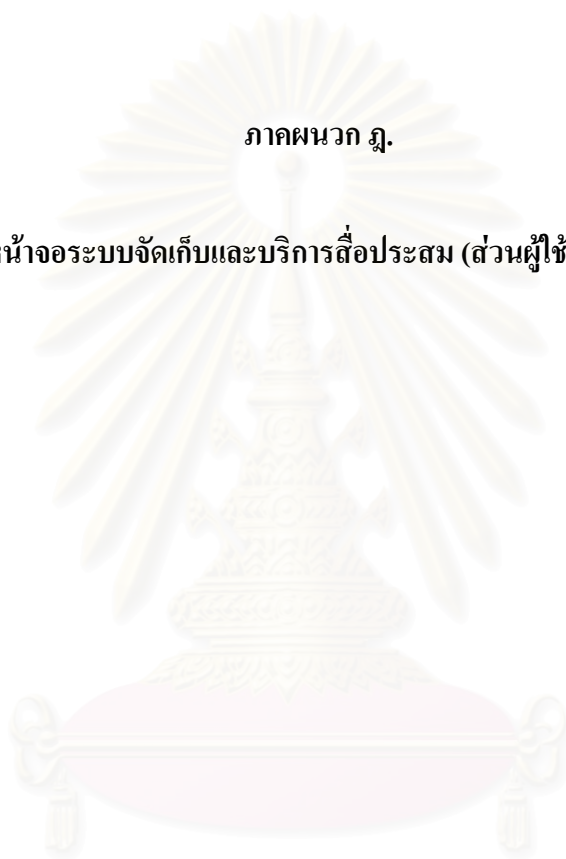 ภาคผนวก ฎ.
น้าจอระบบจัดเก็บและบริการสื่อประสม (ส่วนผู้ใช้